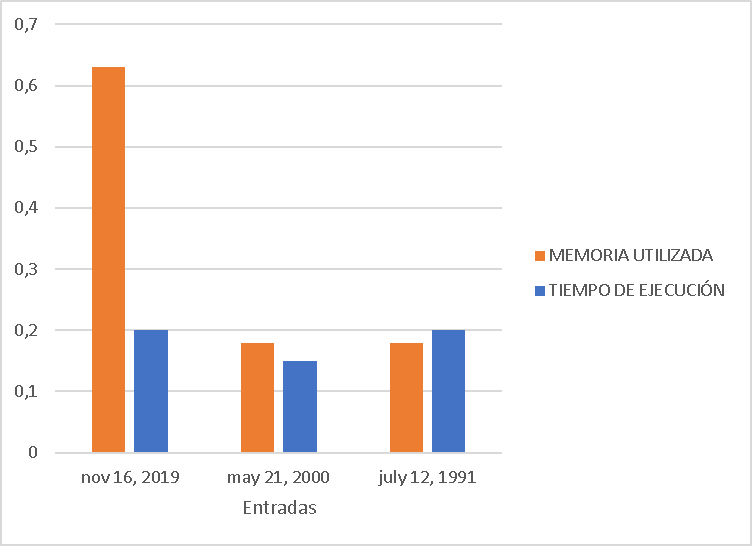 0,7
0,6
0,5
0,4
0,3
0,2
0,1
0
nov 16, 2019 may 21, 2000 july 12, 1991
Entradas
MEMORIA UTILIZADA
TIEMPO DE EJECUCIÓN